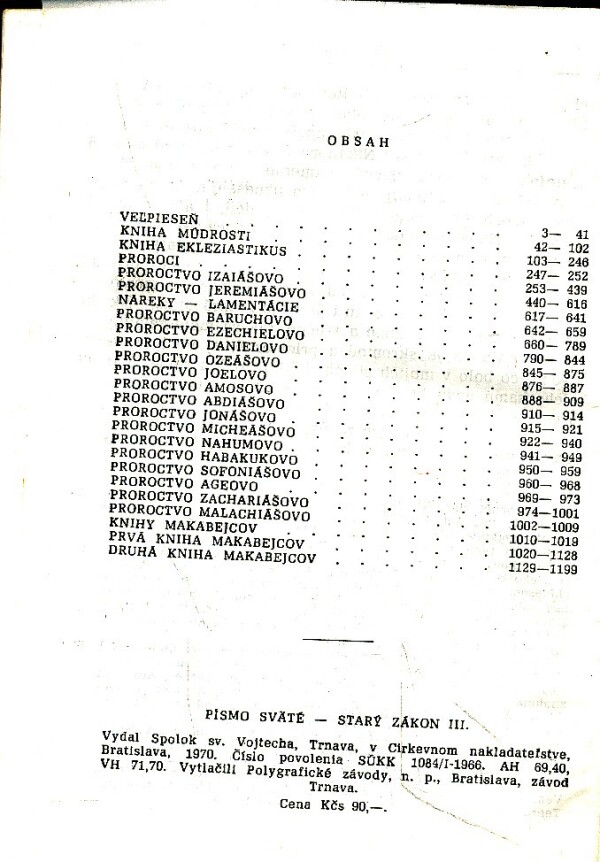 OBSAH
VEĽPIESEŇ . . . . . . . . . . 3— 41
KNIHA MÚDROSTI . . . . . . . . . . 42— 102
KNIHA EKLEZIASTIKUS . . . . . . . . . . 103— 246
PROROCI . . . . . . . . . . 247— 252
PROROCTVO IZAIÁŠOVO . . . . . . . . . . 253— 439
PROROCTVO JEREMIÁŠOVO . . . . . . . . . . 440— 616
NÁREKY — LAMENTÁCIE . . . . . . . . . . 617— 641
PROROCTVO BARUCHOVO . . . . . . . . . . 642— 659
PROROCTVO EZECHIELOVO . . . . . . . . . . 660— 789
PROROCTVO DANIELOVO . . . . . . . . . . 790— 844
PROROCTVO OZEÁŠOVO . . . . . . . . . . 845— 875
PROROCTVO JOELOVO . . . . . . . . . . 876— 887
PROROCTVO AMOSOVO . . . . . . . . . . 888— 909
PROROCTVO ABDIÁŠOVO . . . . . . . . . . 910— 914
PROROCTVO JONÁŠOVO . . . . . . . . . . 915— 921
PROROCTVO MICHEÁŠOVO . . . . . . . . . . 922— 940
PROROCTVO NAHUMOVO . . . . . . . . . . 941— 949
PROROCTVO HABAKUKOVO . . . . . . . . . . 950— 959
PROROCTVO SOFONIÁŠOVO . . . . . . . . . . 960— 968
PROROCTVO AGEOVO . . . . . . . . . . 969— 973
PROROCTVO ZACHARIÁŠOVO . . . . . . . . . . 974—1001
PROROCTVO MALACHIÁŠOVO . . . . . . . . . . 1002—1009
KNIHY MAKABEJCOV . . . . . . . . . . 1010—1019
PRVÁ KNIHA MAKABEJCOV . . . . . . . . . . 1020—1128
DRUHÁ KNIHA MAKABEJCOV . . . . . . . . . . 1129—1199
PÍSMO SVÄTÉ — STARÝ ZÁKON III.
Vydal Spolok sv. Vojtecha, Trnava, v Cirkevnom nakladateľstve,
Bratislava, 1970. Číslo povolenia SÚKK 1084/I-1966. AH 69,40,
VH 71,70. Vytlačili Polygrafické závody, n. p., Bratislava, závod
Trnava.
Cena Kčs 90,—.